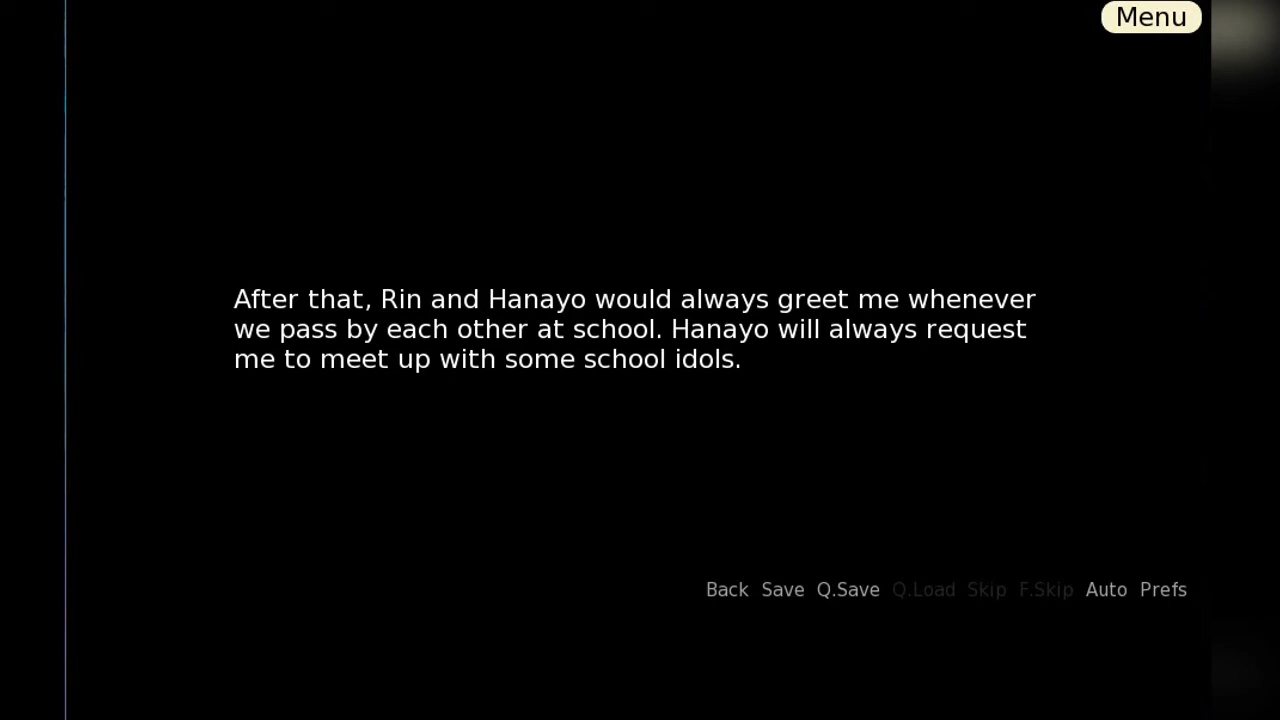 Menu
After that, Rin and Hanayo would always greet me whenever
we pass by each other at school. Hanayo will always request
me to meet up with some school idols.
Back Save Q.Save Q.Load Skip F.Skip Auto Prefs